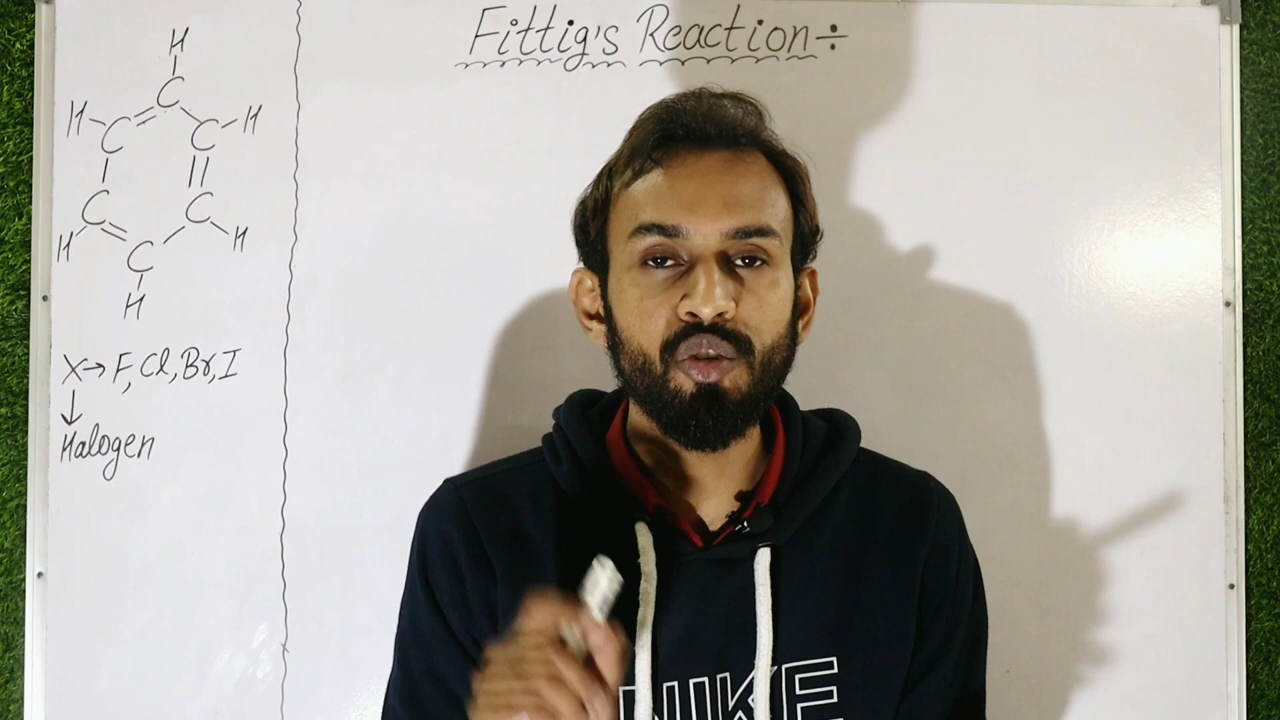 Fittig's Reaction÷
H
C
H C C H
C C H
H C
H
X→F, Cl, Br, I
↓
Halogen
NIKE